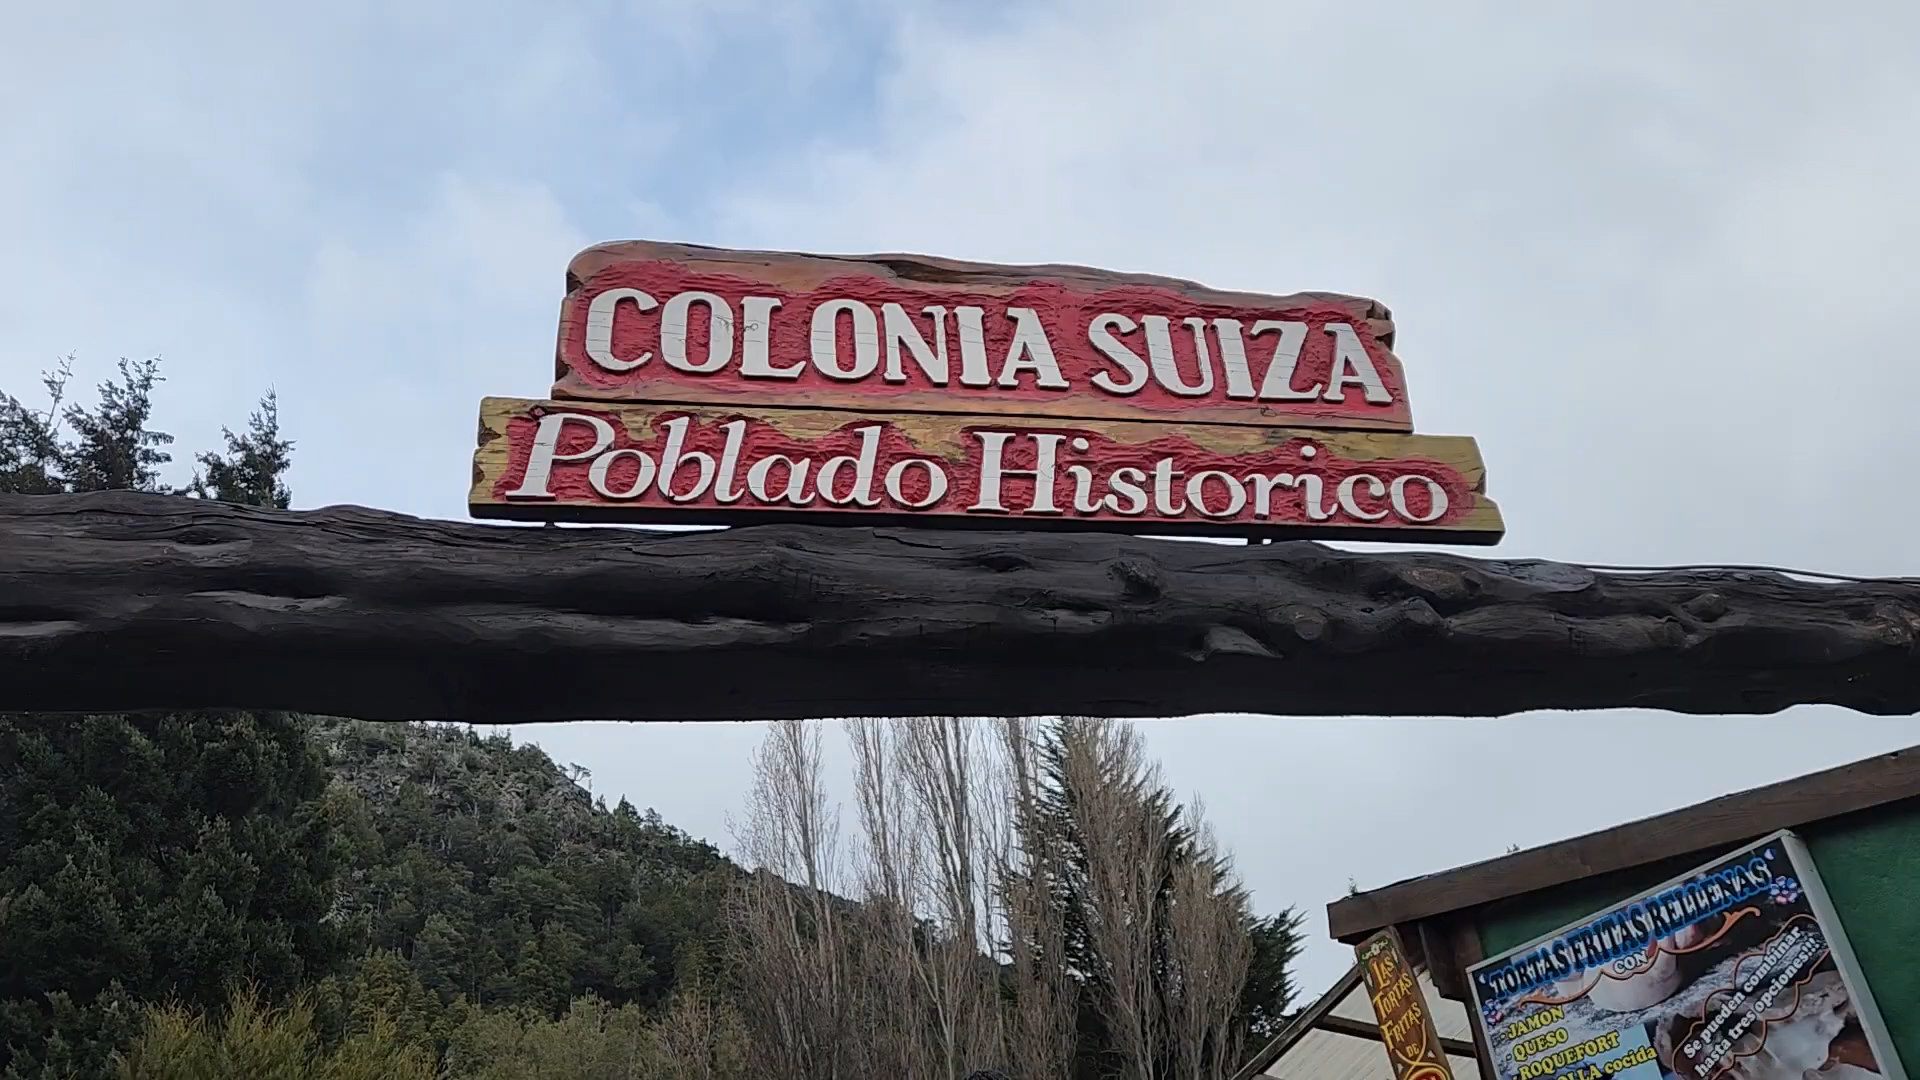 COLONIA SUIZA
Poblado Historico
LAS
TORTAS
FRITAS
DE
TORTAS FRITAS RELLENAS
CON
-JAMON
- QUESO
-ROQUEFORT
cocida
Se pueden combinar
hasta tres opciones!!!